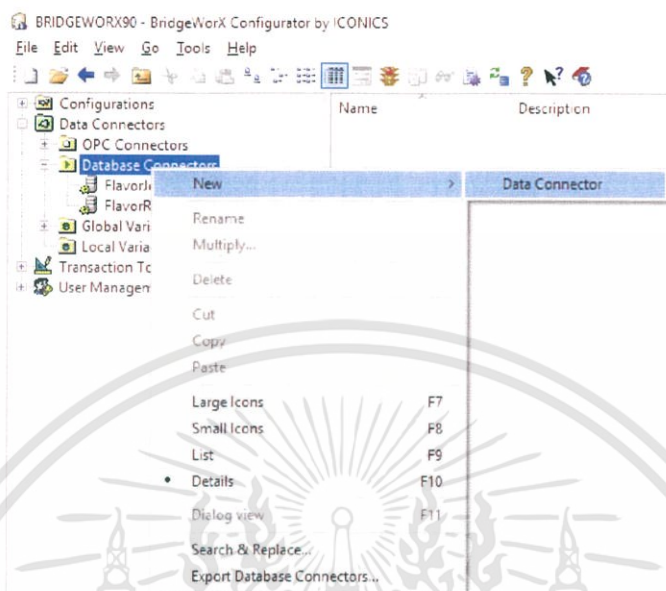 BRIDGEWORX90 - BridgeWorX Configurator by ICONICS
File Edit View Go Tools Help
Name Description
Configurations
Data Connectors
OPC Connectors
Database Connectors
New > Data Connector
Rename
Global Vari
Multiply...
Local Varia
Transaction Tc
User Managem
Delete
Cut
Copy
Paste
Large Icons F7
Small Icons F8
List F9
Details F10
Dialog view F11
Search & Replace...
Export Database Connectors...